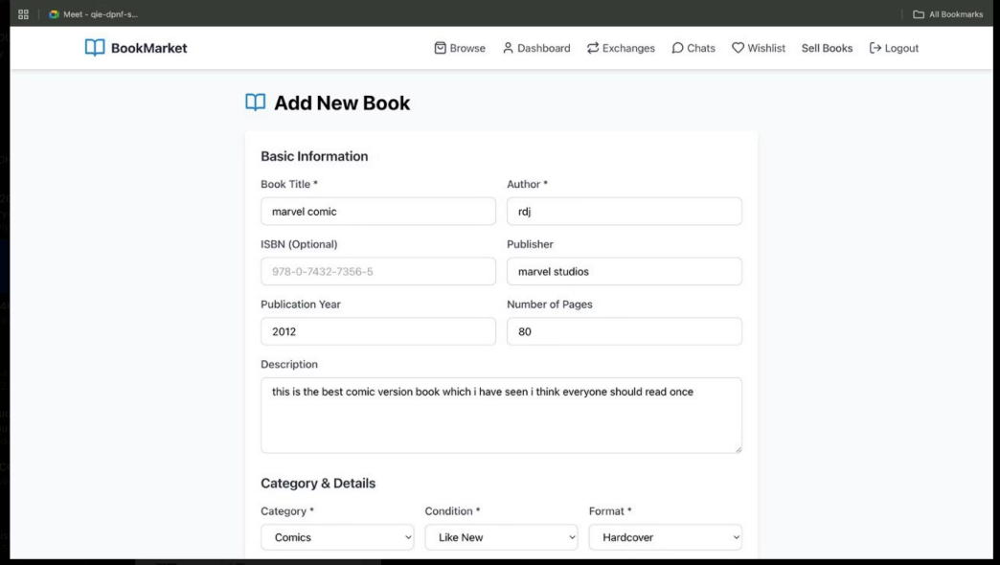 Meet - qie-dpnf-s...
All Bookmarks
BookMarket
Browse
Dashboard
Exchanges
Chats
Wishlist
Sell Books
Logout
Add New Book
Basic Information
Book Title *
Author *
marvel comic
rdj
ISBN (Optional)
Publisher
978-0-7432-7356-5
marvel studios
Publication Year
Number of Pages
2012
80
Description
this is the best comic version book which i have seen i think everyone should read once
Category & Details
Category *
Condition *
Format *
Comics
Like New
Hardcover